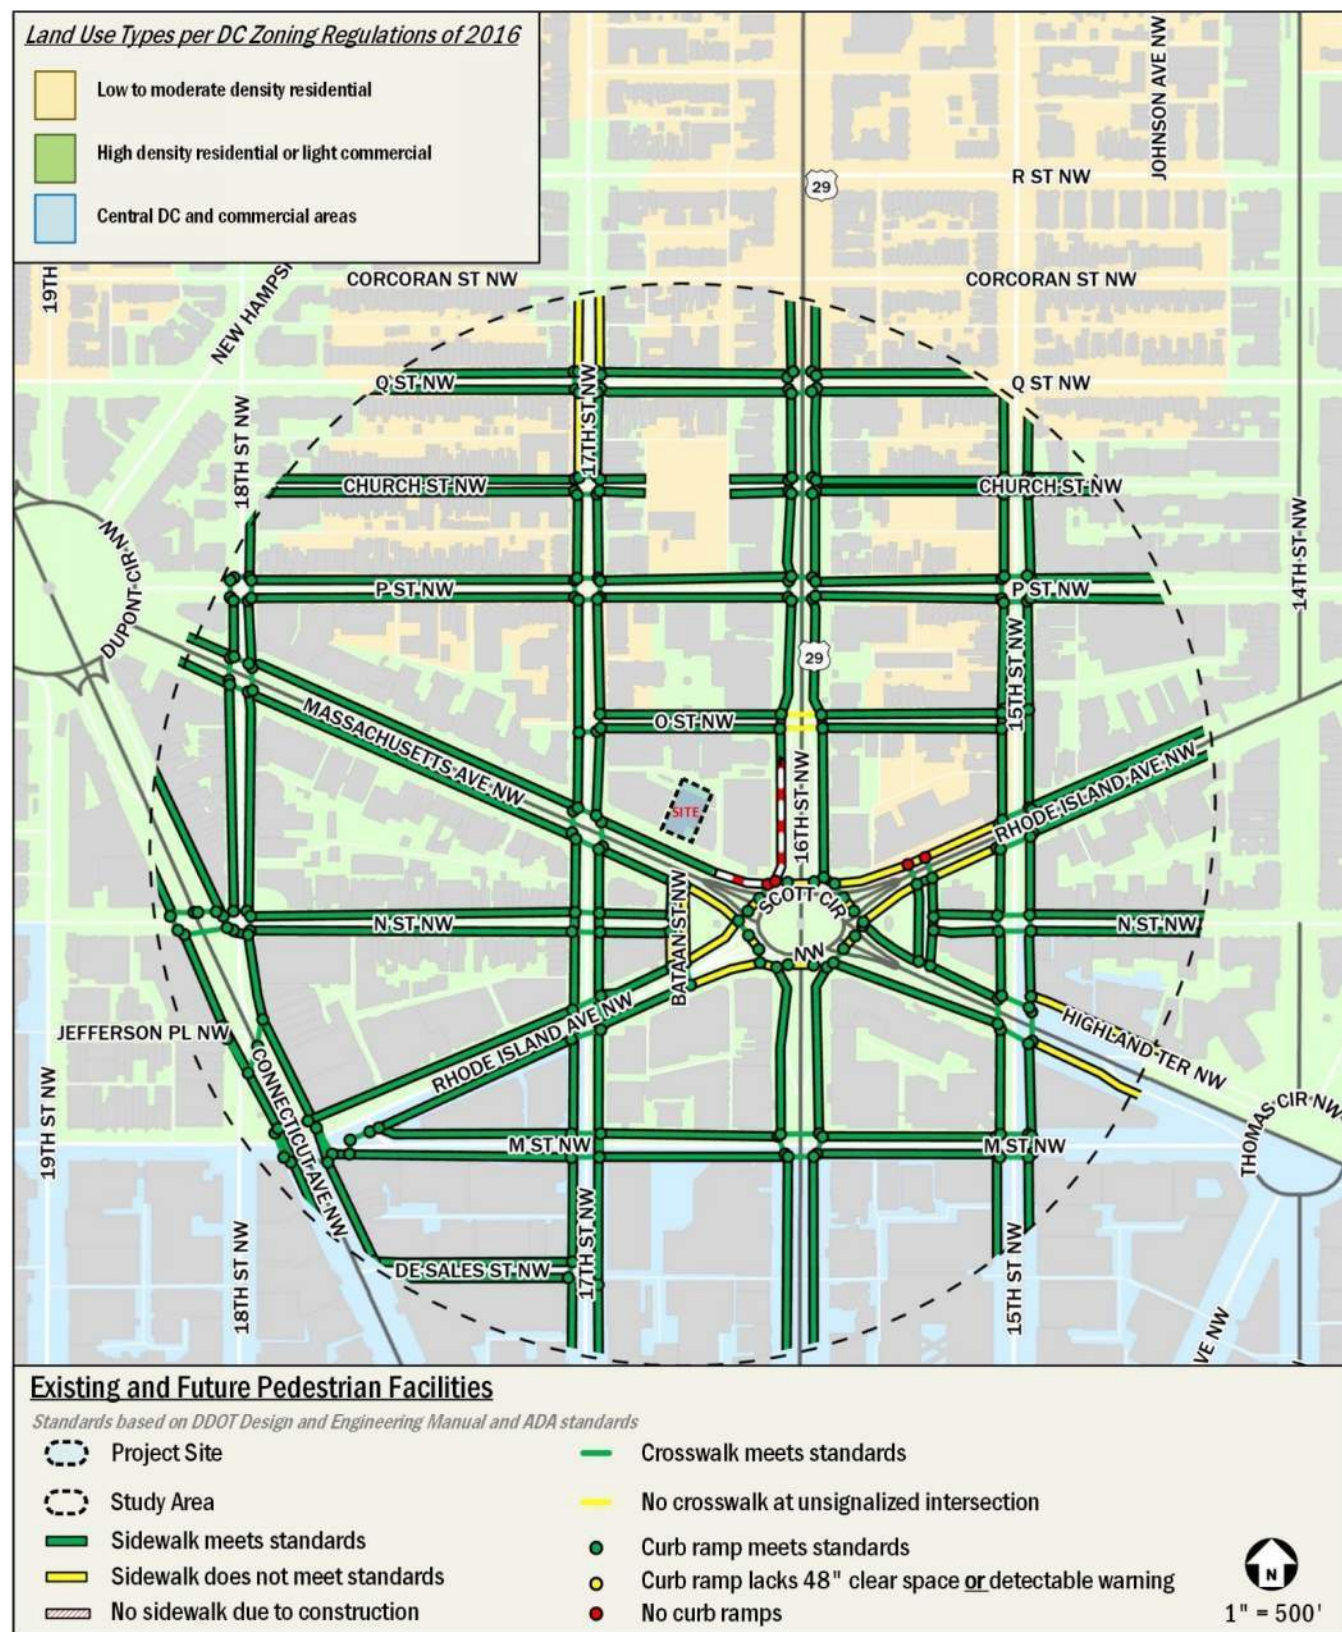 Land Use Types per DC Zoning Regulations of 2016
Low to moderate density residential
High density residential or light commercial
Central DC and commercial areas
JOHNSON AVE NW
R ST NW
29
19TH
NEW HAMPSH
CORCORAN ST NW
CORCORAN ST NW
Q ST NW
17TH ST NW
Q ST NW
18TH ST NW
CHURCH ST NW
CHURCH ST NW
14TH ST NW
DUPONT CIR NW
P ST NW
P ST NW
29
15TH ST NW
MASSACHUSETTS AVE NW
O ST NW
SITE
16TH ST NW
RHODE ISLAND AVE NW
BATAAN ST NW
SCOTT CIR
NW
N ST NW
N ST NW
JEFFERSON PL NW
RHODE ISLAND AVE NW
HIGHLAND TER NW
CONNECTICUT AVE NW
19TH ST NW
M ST NW
M ST NW
THOMAS CIR NW
18TH ST NW
17TH ST NW
DE SALES ST NW
15TH ST NW
VE NW
Existing and Future Pedestrian Facilities
Standards based on DDOT Design and Engineering Manual and ADA standards
Project Site
Study Area
Sidewalk meets standards
Sidewalk does not meet standards
No sidewalk due to construction
Crosswalk meets standards
No crosswalk at unsignalized intersection
Curb ramp meets standards
Curb ramp lacks 48" clear space or detectable warning
No curb ramps
N
1" = 500'